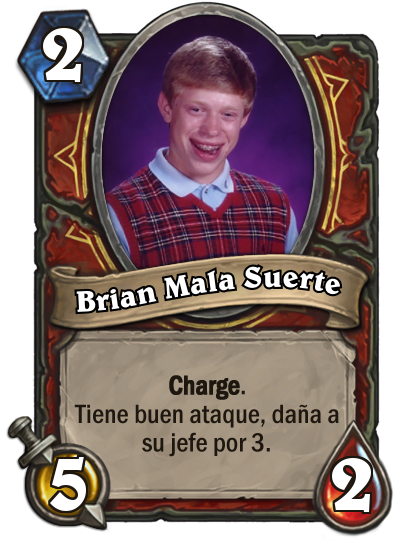 2
Brian Mala Suerte
Charge.
Tiene buen ataque, daña a
su jefe por 3.
5
2